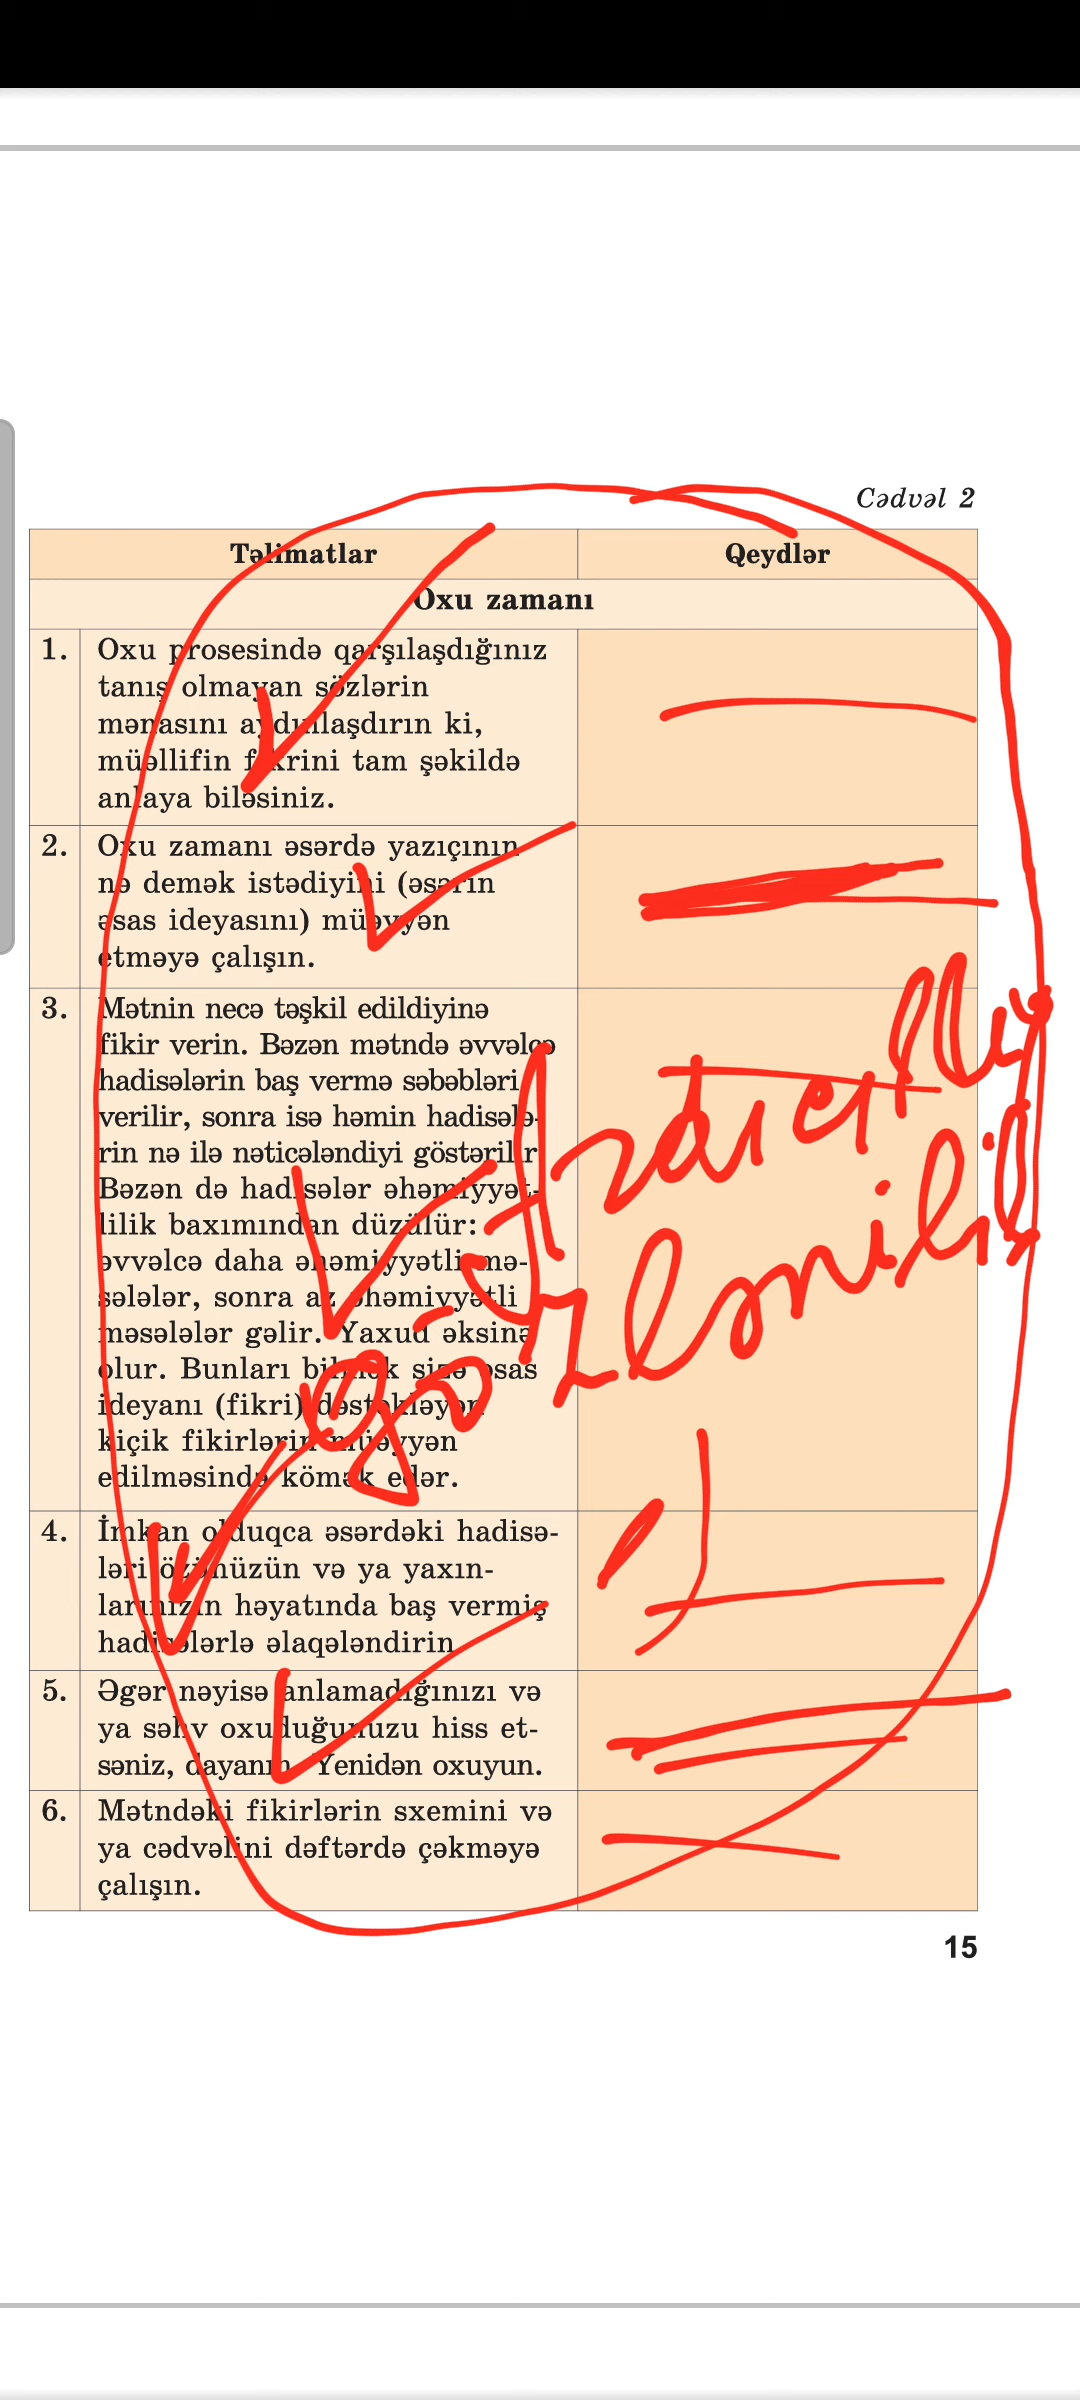 Cədvəl 2
Təlimatlar
Qeydlər
Oxu zamanı
1.
Oxu prosesində qarşılaşdığınız
tanış olmayan sözlərin
mənasını aydınlaşdırın ki,
müəllifin fikrini tam şəkildə
anlaya biləsiniz.
2.
Oxu zamanı əsərdə yazıçının
nə demək istədiyini (əsərin
əsas ideyasını) müəyyən
etməyə çalışın.
3.
Mətnin necə təşkil edildiyinə
fikir verin. Bəzən mətndə əvvəlcə
hadisələrin baş vermə səbəbləri
verilir, sonra isə həmin hadisələ-
rin nə ilə nəticələndiyi göstərilir.
Bəzən də hadisələr əhəmiyyət-
lilik baxımından düzülür:
əvvəlcə daha əhəmiyyətli mə-
sələlər, sonra az əhəmiyyətli
məsələlər gəlir. Yaxud əksinə
olur. Bunları bilmək sizə əsas
ideyanı (fikri) dəstəkləyən
kiçik fikirlərin müəyyən
edilməsində kömək edər.
4.
İmkan olduqca əsərdəki hadisə-
ləri özünüzün və ya yaxın-
larınızın həyatında baş vermiş
hadisələrlə əlaqələndirin.
5.
Əgər nəyisə anlamadığınızı və
ya səhv oxuduğunuzu hiss et-
səniz, dayanın. Yenidən oxuyun.
6.
Mətndəki fikirlərin sxemini və
ya cədvəlini dəftərdə çəkməyə
çalışın.
15